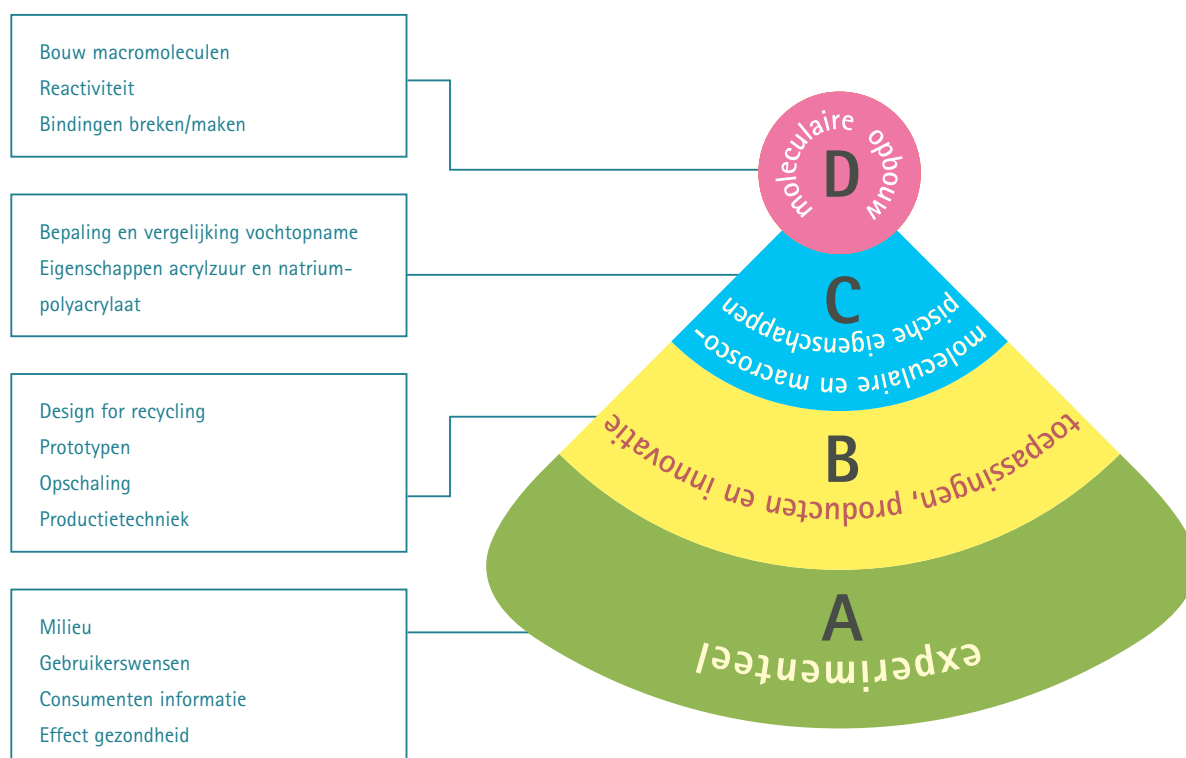 Bouw macromoleculen
Reactiviteit
Bindingen breken/maken
Bepaling en vergelijking vochtopname
Eigenschappen acrylzuur en natrium-
polyacrylaat
Design for recycling
Prototypen
Opschaling
Productietechniek
Milieu
Gebruikerswensen
Consumenten informatie
Effect gezondheid
moleculaire opbouw
D
C
moleculaire en macrosco-
pische eigenschappen
B
toepassingen, producten en innovatie
A
experimenteel